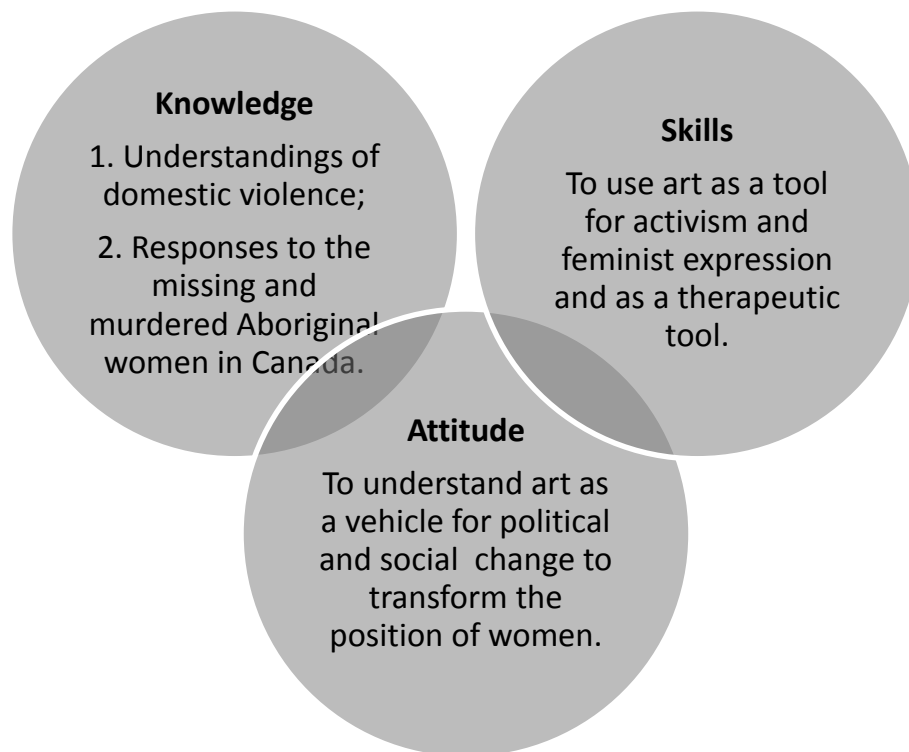 Knowledge
1. Understandings of
domestic violence;
2. Responses to the
missing and
murdered Aboriginal
women in Canada.
Skills
To use art as a tool
for activism and
feminist expression
and as a therapeutic
tool.
Attitude
To understand art as
a vehicle for political
and social  change to
transform the
position of women.